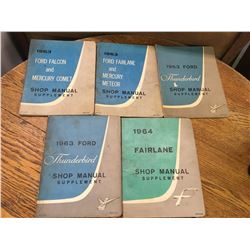 1963
FORD FALCON
and
MERCURY COMET
SHOP MANUAL
SUPPLEMENT
1963
FORD FAIRLANE
and
MERCURY
METEOR
SHOP MANUAL
SUPPLEMENT
1963 FORD
Thunderbird
SHOP MANUAL
SUPPLEMENT
1963 FORD
Thunderbird
SHOP MANUAL
SUPPLEMENT
1964
FAIRLANE
SHOP MANUAL
SUPPLEMENT